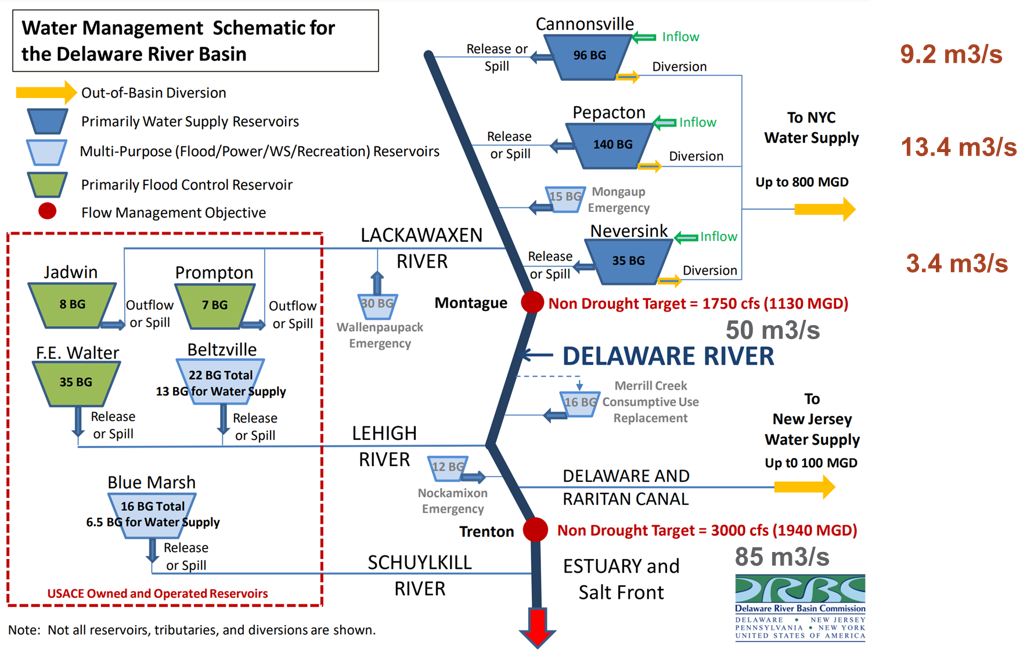 Water Management Schematic for
the Delaware River Basin
Out-of-Basin Diversion
Primarily Water Supply Reservoirs
Multi-Purpose (Flood/Power/WS/Recreation) Reservoirs
Primarily Flood Control Reservoir
Flow Management Objective
Cannonsville
96 BG
Inflow
Release or
Spill
Diversion
9.2 m3/s
Pepacton
140 BG
Inflow
Release
or Spill
Diversion
13.4 m3/s
To NYC
Water Supply
Up to 800 MGD
15 BG
Mongaup
Emergency
Neversink
35 BG
Inflow
Release
or Spill
Diversion
3.4 m3/s
LACKAWAXEN
RIVER
30 BG
Wallenpaupack
Emergency
Jadwin
8 BG
Outflow
or Spill
Prompton
7 BG
Outflow
or Spill
Montague
Non Drought Target = 1750 cfs (1130 MGD)
50 m3/s
DELAWARE RIVER
F.E. Walter
35 BG
Release
or Spill
Beltzville
22 BG Total
13 BG for Water Supply
Release
or Spill
16 BG
Merrill Creek
Consumptive Use
Replacement
To
New Jersey
Water Supply
Up t0 100 MGD
LEHIGH
RIVER
12 BG
Nockamixon
Emergency
DELAWARE AND
RARITAN CANAL
Blue Marsh
16 BG Total
6.5 BG for Water Supply
Release
or Spill
Trenton
Non Drought Target = 3000 cfs (1940 MGD)
85 m3/s
SCHUYLKILL
RIVER
ESTUARY and
Salt Front
USACE Owned and Operated Reservoirs
DRBC
Delaware River Basin Commission
DELAWARE • NEW JERSEY
PENNSYLVANIA • NEW YORK
UNITED STATES OF AMERICA
Note: Not all reservoirs, tributaries, and diversions are shown.